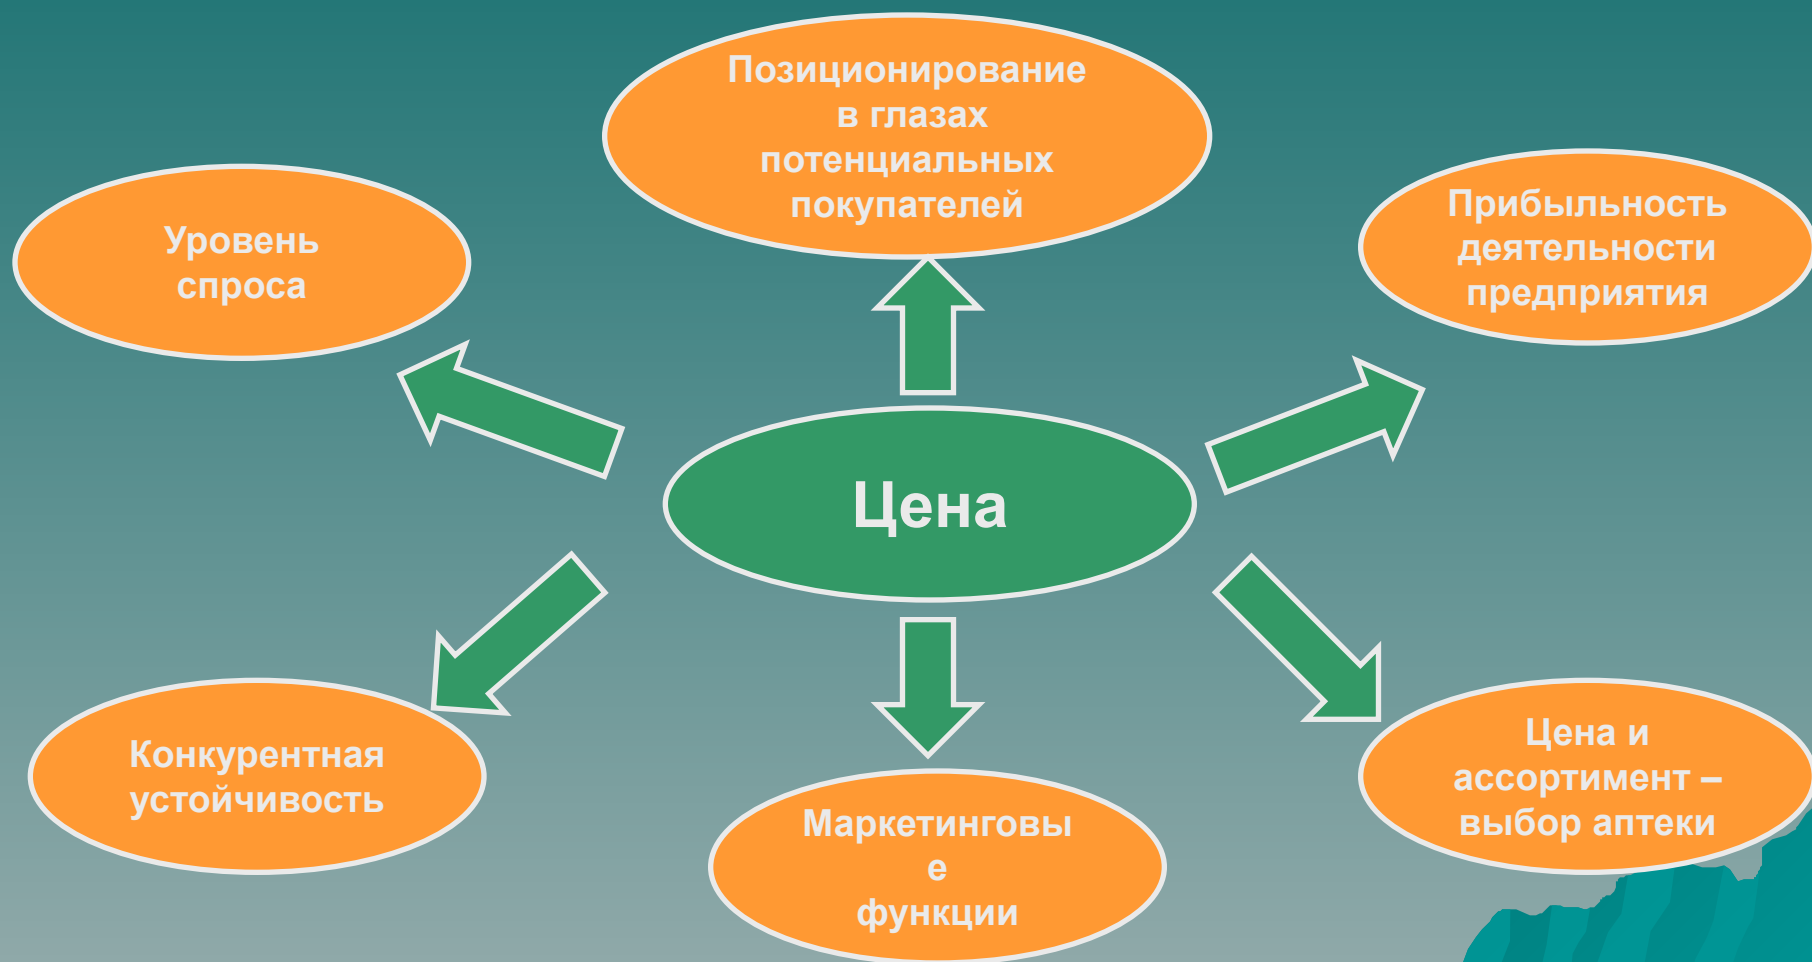 Позиционирование
в глазах
потенциальных
покупателей
Уровень
спроса
Прибыльность
деятельности
предприятия
Цена
Конкурентная
устойчивость
Маркетинговы
е
функции
Цена и
ассортимент –
выбор аптеки